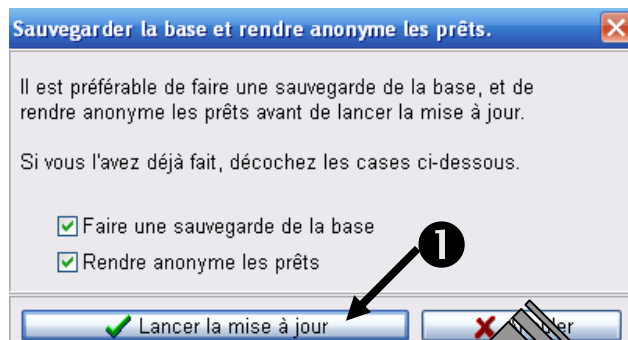 Sauvegarder la base et rendre anonyme les prêts.
Il est préférable de faire une sauvegarde de la base, et de
rendre anonyme les prêts avant de lancer la mise à jour.
Si vous l'avez déjà fait, décochez les cases ci-dessous.
Faire une sauvegarde de la base
Rendre anonyme les prêts
1
Lancer la mise à jour